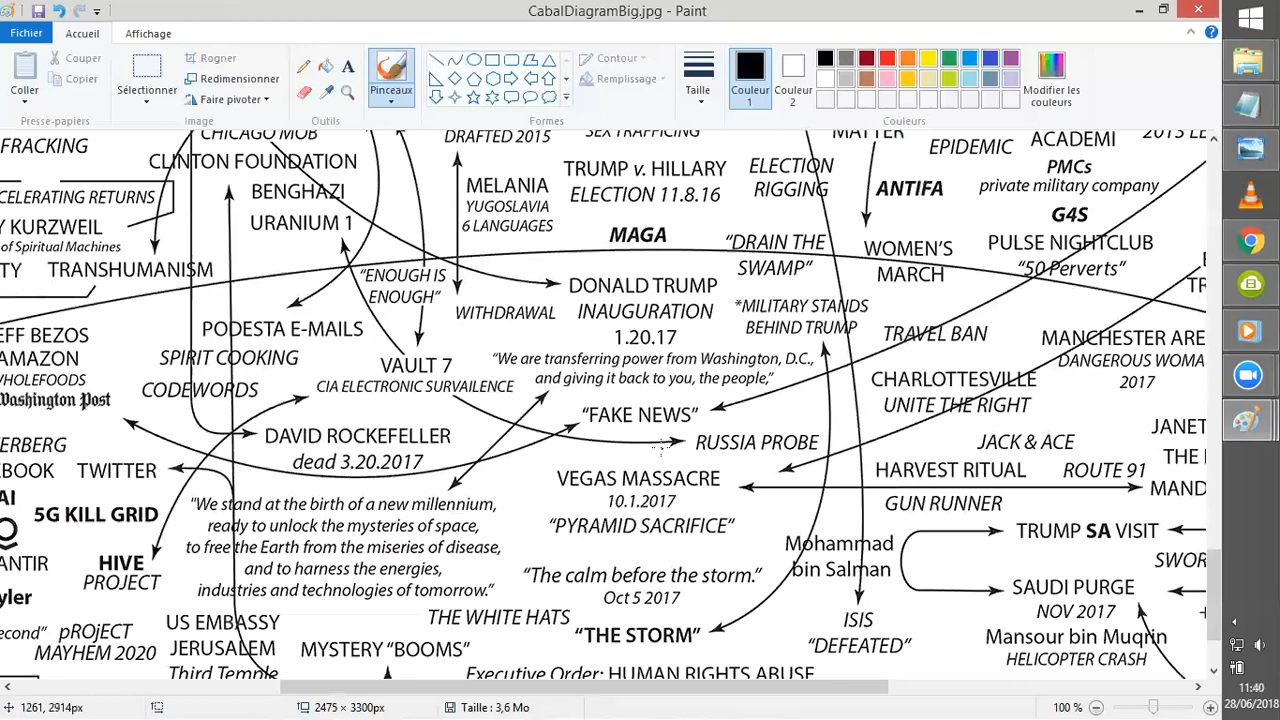 CabalDiagramBig.jpg - Paint
Fichier
Accueil
Affichage
Coller
Couper
Copier
Presse-papiers
Sélectionner
Rogner
Redimensionner
Faire pivoter
Image
A
Outils
Pinceaux
Contour
Remplissage
Formes
Taille
Couleur 1
Couleur 2
Modifier les couleurs
Couleurs
CHICAGO MOB
DRAFTED 2015
SEX TRAFFICKING
MATTER
EPIDEMIC
ACADEMI
FRACKING
CLINTON FOUNDATION
TRUMP v. HILLARY
ELECTION 11.8.16
ELECTION
RIGGING
PMCs
private military company
CELERATING RETURNS
BENGHAZI
URANIUM 1
MELANIA
YUGOSLAVIA
6 LANGUAGES
ANTIFA
G4S
Y KURZWEIL
of Spiritual Machines
MAGA
"DRAIN THE
SWAMP"
WOMEN'S
MARCH
PULSE NIGHTCLUB
"50 Perverts"
TY
TRANSHUMANISM
"ENOUGH IS
ENOUGH"
DONALD TRUMP
INAUGURATION
1.20.17
WITHDRAWAL
*MILITARY STANDS
BEHIND TRUMP
TR
EFF BEZOS
AMAZON
WHOLEFOODS
Washington Post
PODESTA E-MAILS
SPIRIT COOKING
CODEWORDS
VAULT 7
CIA ELECTRONIC SURVAILENCE
"We are transferring power from Washington, D.C.,
and giving it back to you, the people,"
TRAVEL BAN
MANCHESTER ARE
DANGEROUS WOMA
2017
CHARLOTTESVILLE
UNITE THE RIGHT
"FAKE NEWS"
RUSSIA PROBE
JACK & ACE
JANET
THE
ERBERG
EBOOK
TWITTER
DAVID ROCKEFELLER
dead 3.20.2017
VEGAS MASSACRE
10.1.2017
"PYRAMID SACRIFICE"
HARVEST RITUAL
ROUTE 91
MAND
GUN RUNNER
AI
5G KILL GRID
"We stand at the birth of a new millennium,
ready to unlock the mysteries of space,
to free the Earth from the miseries of disease,
and to harness the energies,
industries and technologies of tomorrow."
Mohammad
bin Salman
TRUMP SA VISIT
SWOR
ANTIR
HIVE
PROJECT
"The calm before the storm."
Oct 5 2017
SAUDI PURGE
NOV 2017
yler
econd"
pROjECT
MAYHEM 2020
US EMBASSY
JERUSALEM
Third Temple
THE WHITE HATS
"THE STORM"
MYSTERY "BOOMS"
ISIS
"DEFEATED"
Mansour bin Muqrin
HELICOPTER CRASH
Executive Order: HUMAN RIGHTS ABUSE
1261, 2914px
2475 × 3300px
Taille : 3,6 Mo
100 %
11:40
28/06/2018